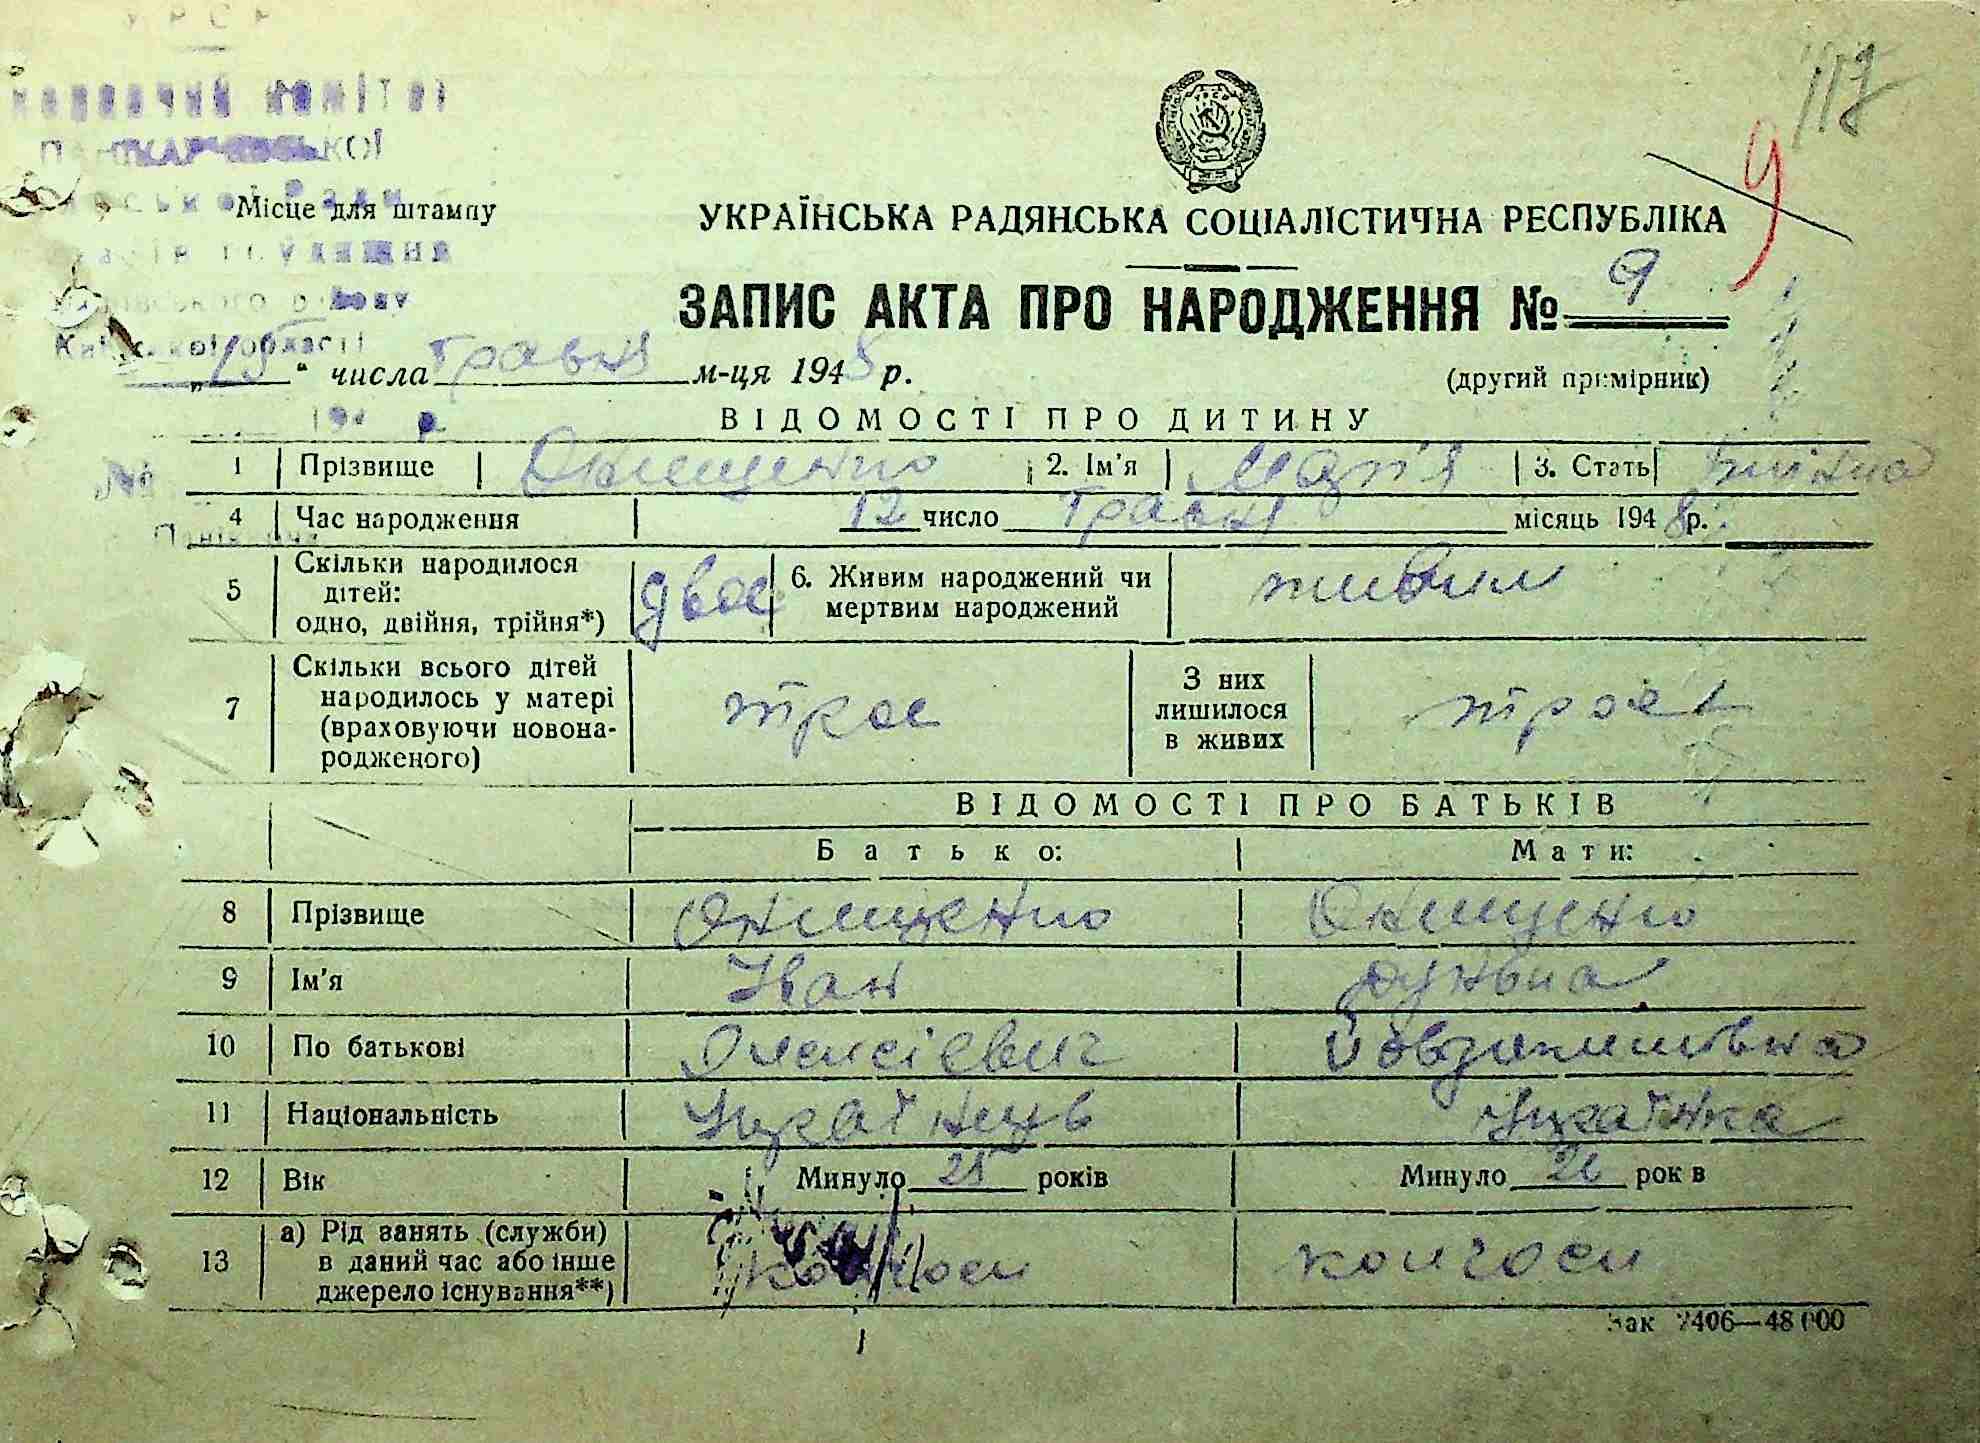 УРСР
117
9
комітет
Місце для штампу
УКРАЇНСЬКА РАДЯНСЬКА СОЦІАЛІСТИЧНА РЕСПУБЛІКА
ЗАПИС АКТА ПРО НАРОДЖЕННЯ № 9
Київської області
„15“ числа травня м-ця 1948 р.
(другий примірник)
ВІДОМОСТІ ПРО ДИТИНУ
1 Прізвище Онищенко 2. Ім'я Марія 3. Стать жіноча
4 Час народження 12 число травня місяць 1948 р.
5 Скільки народилося дітей: одно, двійня, трійня*) двоє 6. Живим народжений чи мертвим народжений живим
7 Скільки всього дітей народилось у матері (враховуючи новонародженого) троє З них лишилося в живих троє
ВІДОМОСТІ ПРО БАТЬКІВ
Батько: Мати:
8 Прізвище Онищенко Онищенко
9 Ім'я Іван
10 По батькові Олексієвич
11 Національність Українець Українка
12 Вік Минуло 25 років Минуло 26 років
13 а) Рід занять (служби) в даний час або інше джерело існування**) колгосп колгосп
Зак 2406—48 000